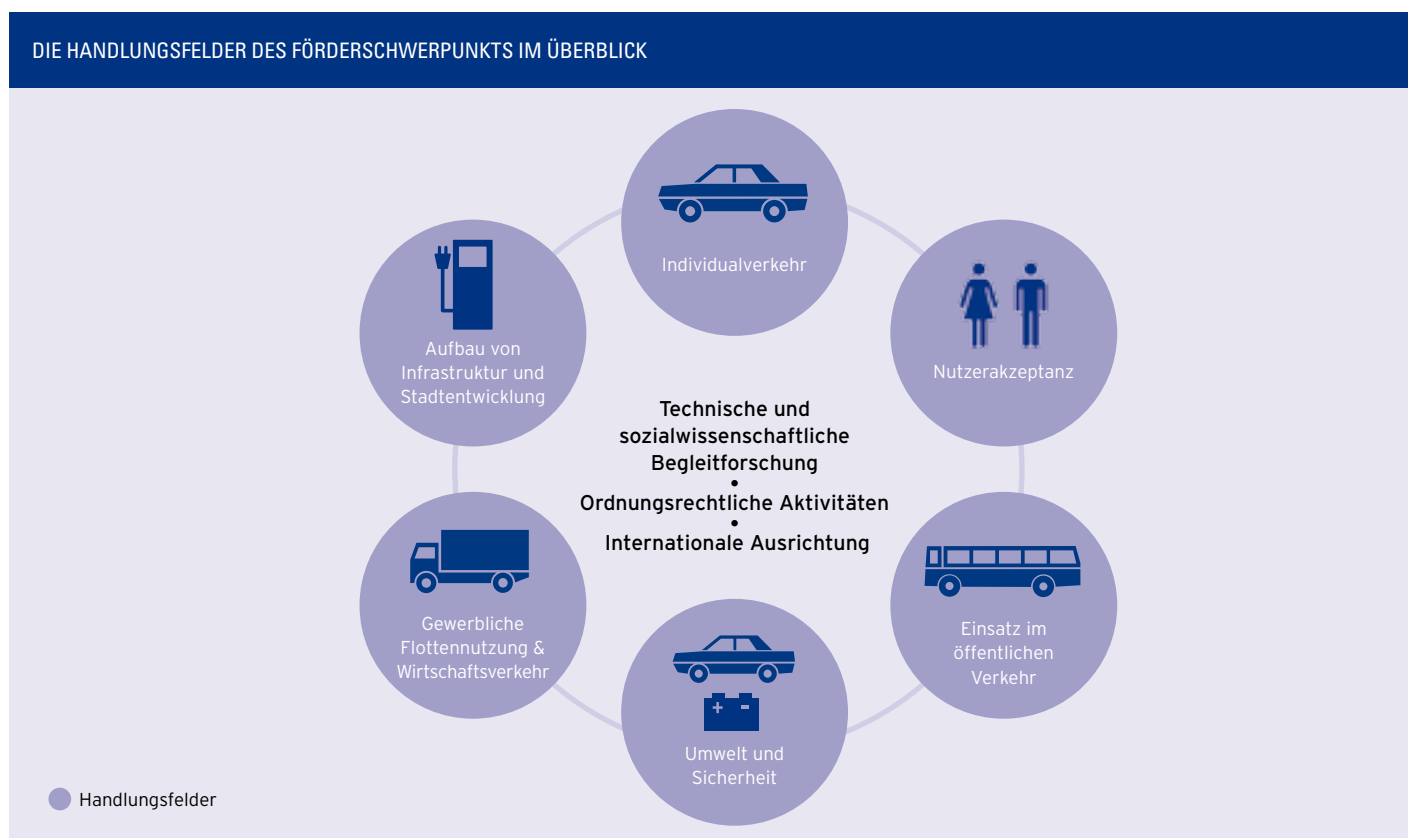 DIE HANDLUNGSFELDER DES FÖRDERSCHWERPUNKTS IM ÜBERBLICK
Individualverkehr
Aufbau von
Infrastruktur und
Stadtentwicklung
Nutzerakzeptanz
Technische und
sozialwissenschaftliche
Begleitforschung
•
Ordnungsrechtliche Aktivitäten
•
Internationale Ausrichtung
Gewerbliche
Flottennutzung &
Wirtschaftsverkehr
Einsatz im
öffentlichen
Verkehr
+ -
Umwelt und
Sicherheit
Handlungsfelder